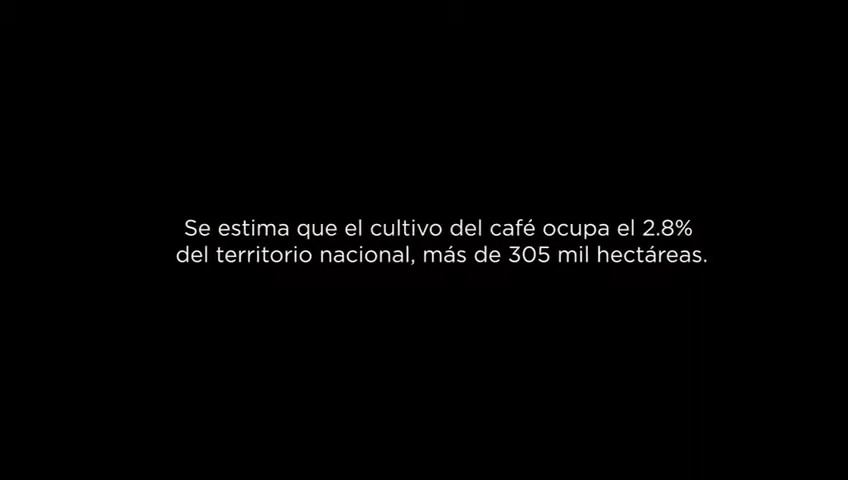 Se estima que el cultivo del café ocupa el 2.8%
del territorio nacional, más de 305 mil hectáreas.